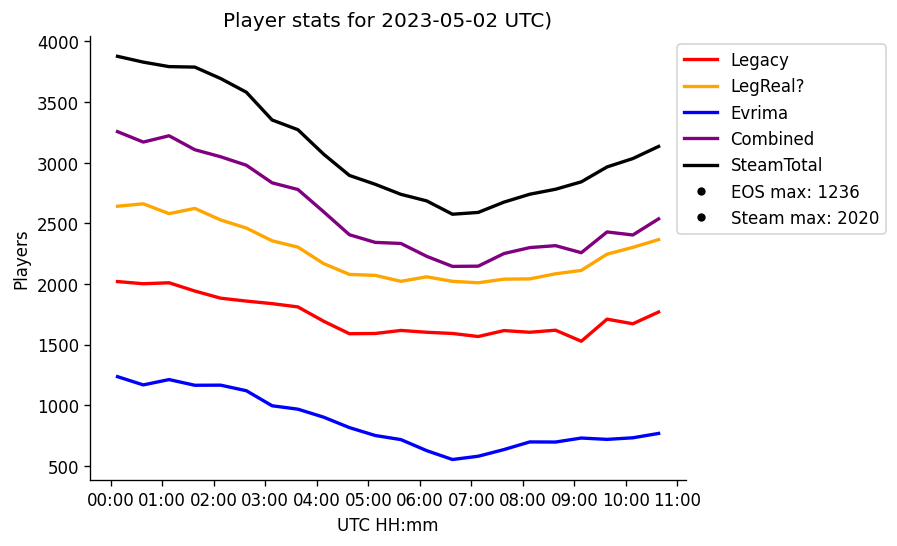 Player stats for 2023-05-02 UTC)
Players
4000
3500
3000
2500
2000
1500
1000
500
00:00 01:00 02:00 03:00 04:00 05:00 06:00 07:00 08:00 09:00 10:00 11:00
UTC HH:mm
Legacy
LegReal?
Evrima
Combined
SteamTotal
EOS max: 1236
Steam max: 2020